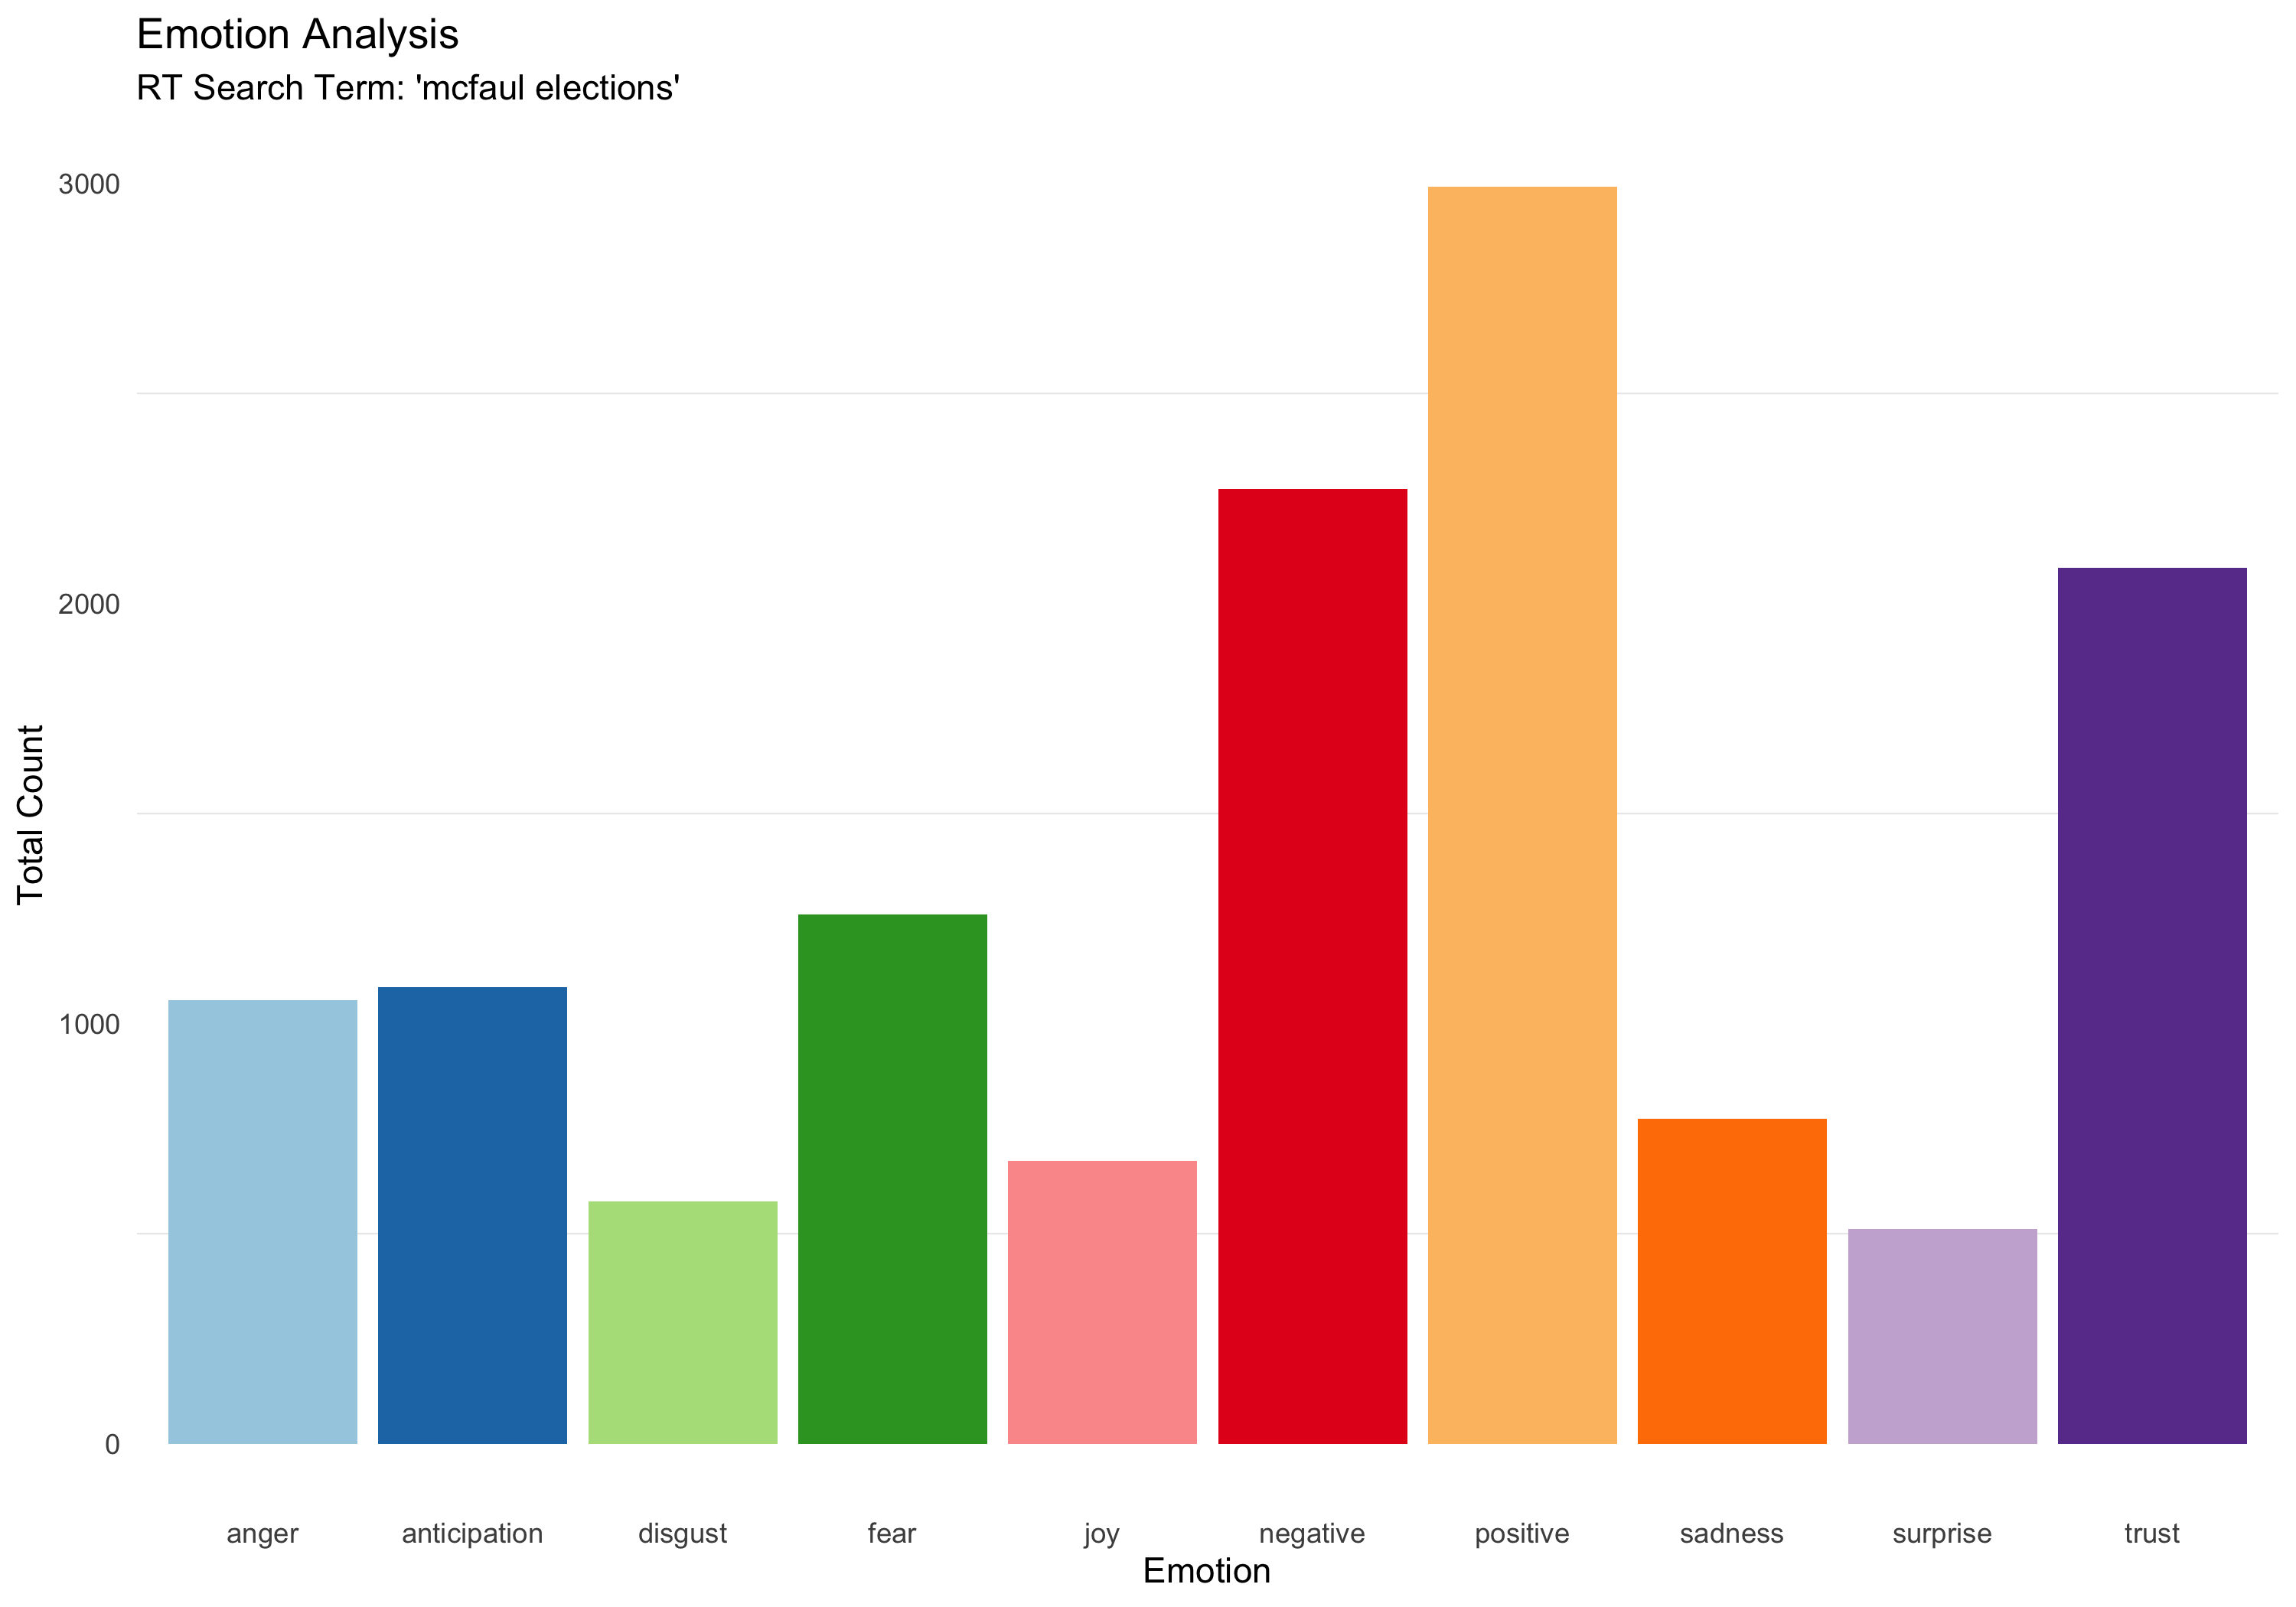 Emotion Analysis
RT Search Term: 'mcfaul elections'
3000
2000
1000
0
Total Count
anger anticipation disgust fear joy negative positive sadness surprise trust
Emotion